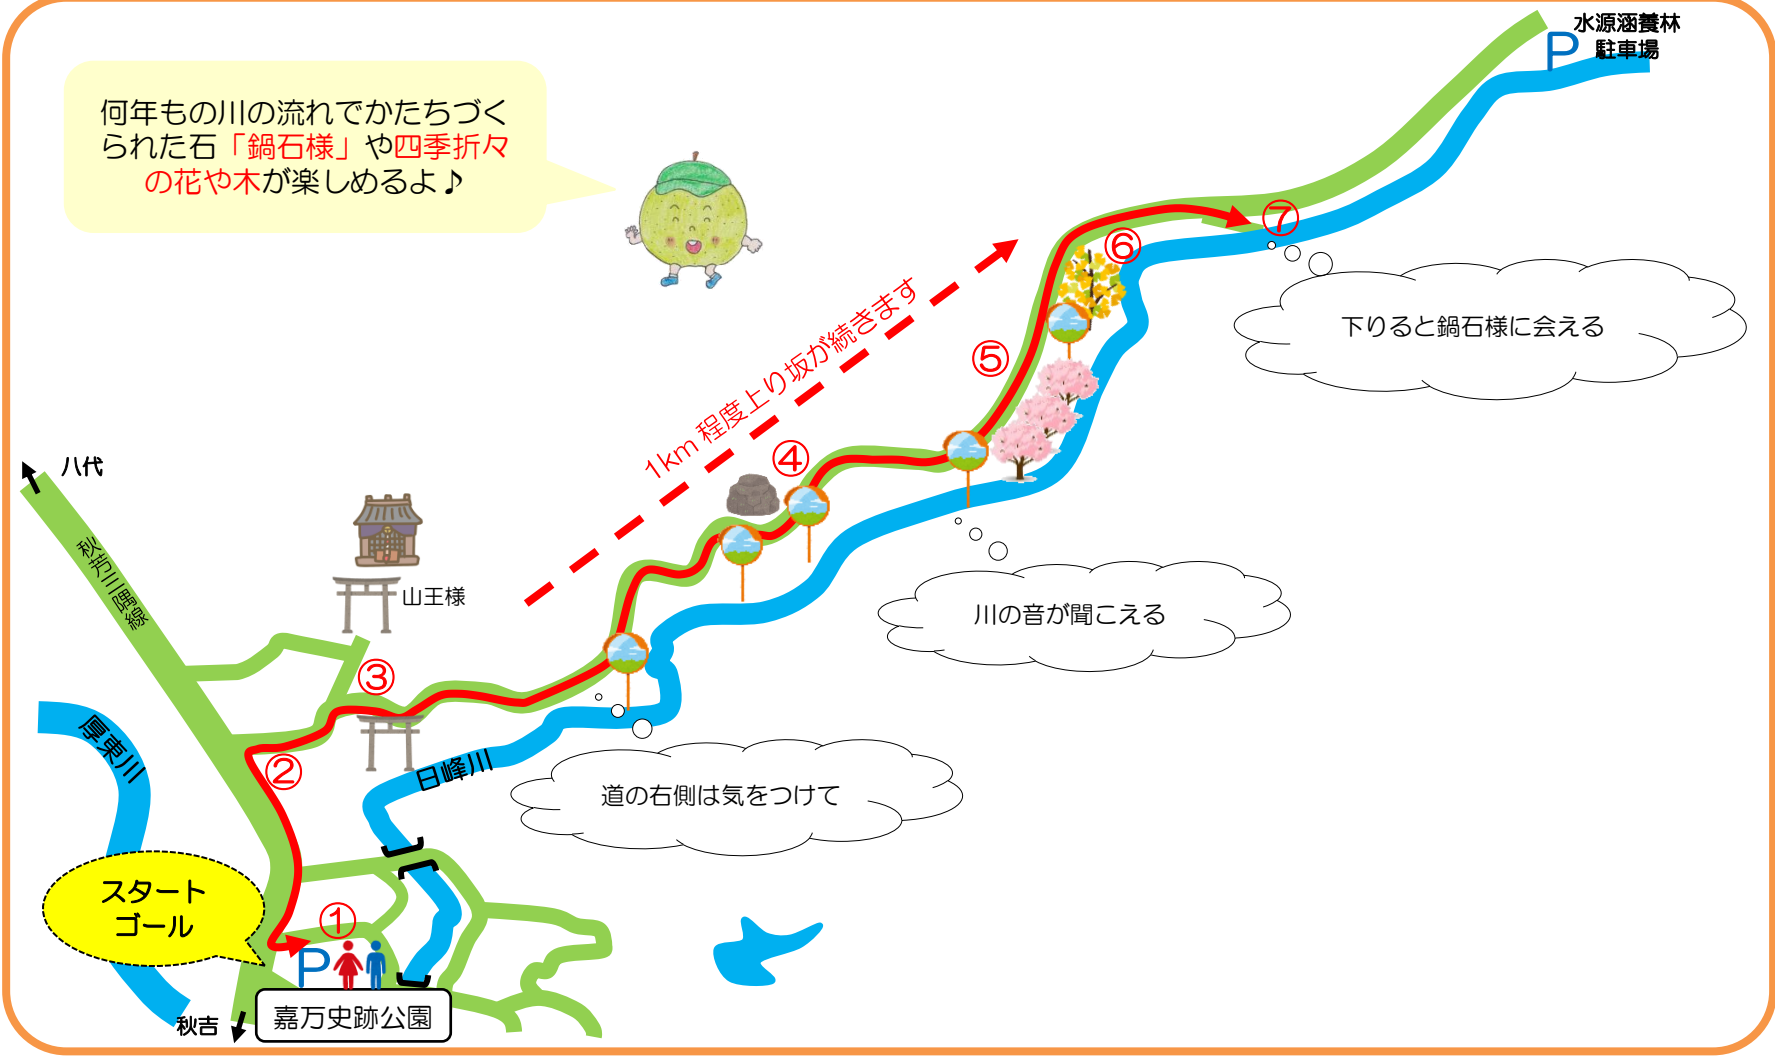 水源涵養林
駐車場
P
何年もの川の流れでかたちづく
られた石「鍋石様」や四季折々
の花や木が楽しめるよ♪
⑦
⑥
下りると鍋石様に会える
1km 程度上り坂が続きます
⑤
④
八代
秋芳三隅線
山王様
川の音が聞こえる
③
厚東川
②
日峰川
道の右側は気をつけて
スタート
ゴール
①
P
嘉万史跡公園
秋吉